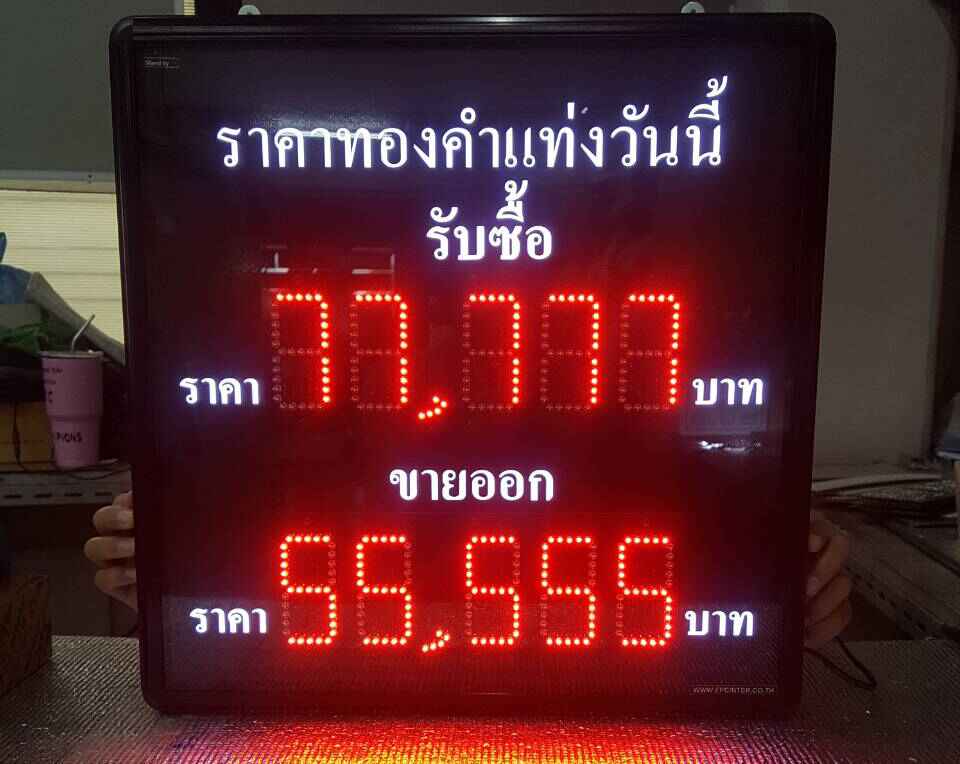 ราคาทองคำแท่งวันนี้
รับซื้อ
ราคา 77,777 บาท
ขายออก
ราคา 55,555 บาท